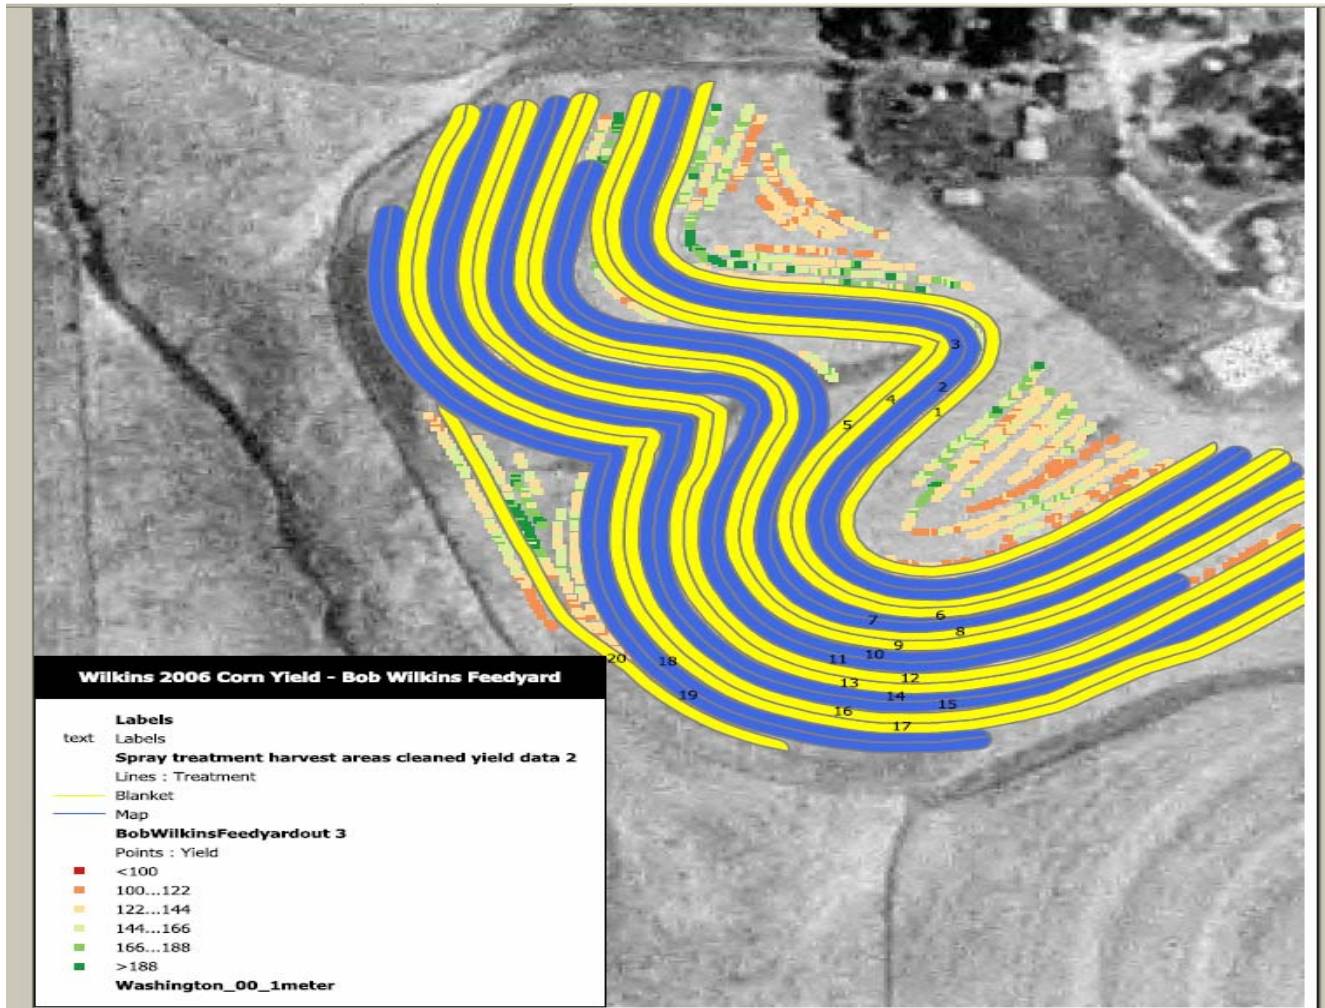 3
2
4
1
5
6
7
8
9
10
11
12
13
14
15
16
17
18
19
20
Wilkins 2006 Corn Yield - Bob Wilkins Feedyard
Labels
text Labels
Spray treatment harvest areas cleaned yield data 2
Lines : Treatment
Blanket
Map
BobWilkinsFeedyardout 3
Points : Yield
<100
100...122
122...144
144...166
166...188
>188
Washington_00_1meter